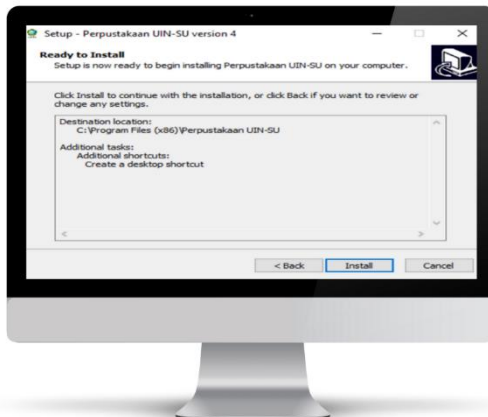 Setup - Perpustakaan UIN-SU version 4
Ready to Install
Setup is now ready to begin installing Perpustakaan UIN-SU on your computer.
Click Install to continue with the installation, or click Back if you want to review or
change any settings.
Destination location:
C:\Program Files (x86)\Perpustakaan UIN-SU
Additional tasks:
Additional shortcuts:
Create a desktop shortcut
< Back
Install
Cancel